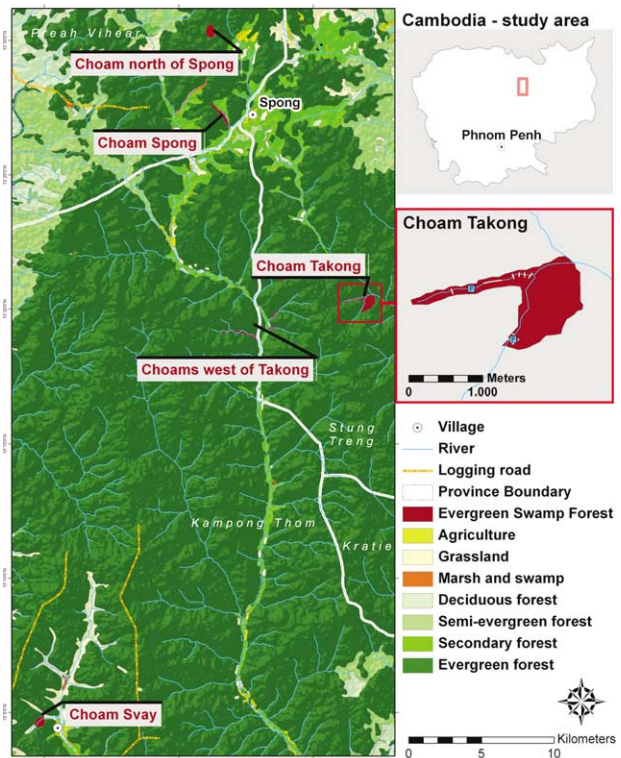 Preah Vihear
Choam north of Spong
Spong
Choam Spong
Choam Takong
Choams west of Takong
Stung
Treng
Kampong Thom
Kratie
Choam Svay
Cambodia - study area
Phnom Penh
Choam Takong
P
P
Meters
0 1.000
Village
River
Logging road
Province Boundary
Evergreen Swamp Forest
Agriculture
Grassland
Marsh and swamp
Deciduous forest
Semi-evergreen forest
Secondary forest
Evergreen forest
Kilometers
0 5 10